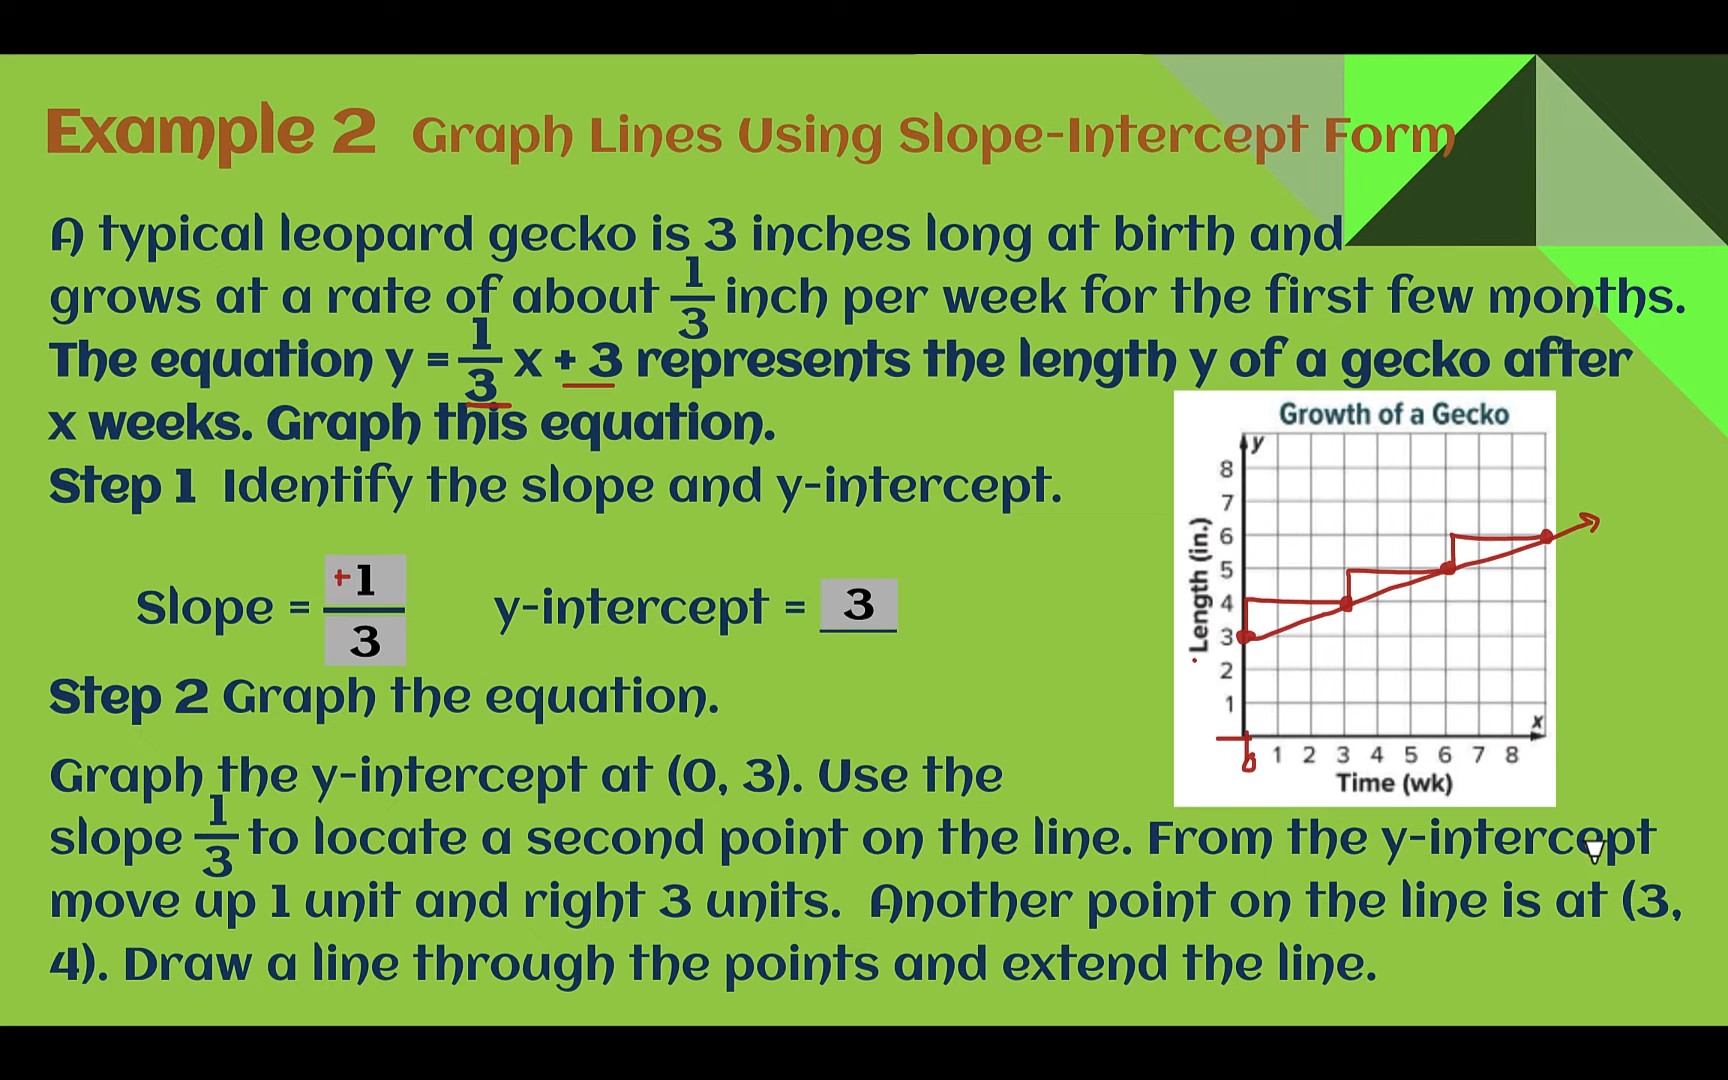 Example 2 Graph Lines Using Slope-Intercept Form
A typical leopard gecko is 3 inches long at birth and
grows at a rate of about 1/3 inch per week for the first few months.
The equation y = 1/3 x + 3 represents the length y of a gecko after
x weeks. Graph this equation.
Step 1 Identify the slope and y-intercept.
Slope = +1/3 y-intercept = 3
Step 2 Graph the equation.
Graph the y-intercept at (0, 3). Use the
slope 1/3 to locate a second point on the line. From the y-intercept
move up 1 unit and right 3 units. Another point on the line is at (3,
4). Draw a line through the points and extend the line.
Growth of a Gecko
y
8
7
6
5
4
3
2
1
Length (in.)
x
1 2 3 4 5 6 7 8
Time (wk)